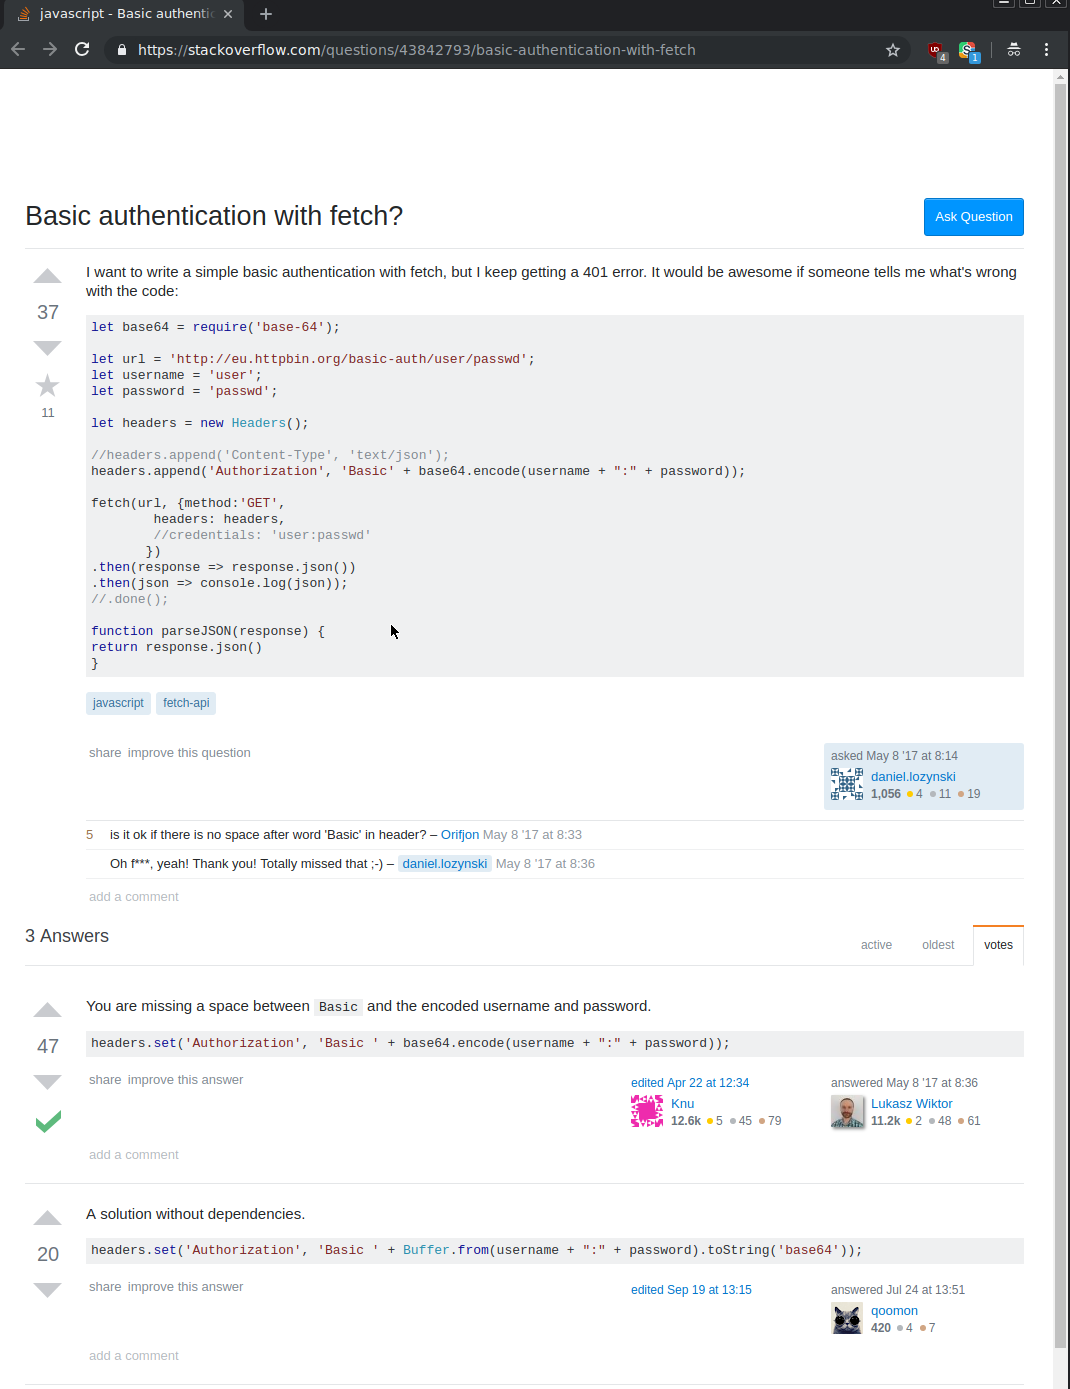 javascript - Basic authentic
https://stackoverflow.com/questions/43842793/basic-authentication-with-fetch
4
1
Basic authentication with fetch?
Ask Question
I want to write a simple basic authentication with fetch, but I keep getting a 401 error. It would be awesome if someone tells me what's wrong
with the code:
37
11
let base64 = require('base-64');
let url = 'http://eu.httpbin.org/basic-auth/user/passwd';
let username = 'user';
let password = 'passwd';
let headers = new Headers();
//headers.append('Content-Type', 'text/json');
headers.append('Authorization', 'Basic' + base64.encode(username + ":" + password));
fetch(url, {method:'GET',
headers: headers,
//credentials: 'user:passwd'
})
.then(response => response.json())
.then(json => console.log(json));
//.done();
function parseJSON(response) {
return response.json()
}
javascript fetch-api
share improve this question
asked May 8 '17 at 8:14
daniel.lozynski
1,056 4 11 19
5 is it ok if there is no space after word 'Basic' in header? – Orifjon May 8 '17 at 8:33
Oh f***, yeah! Thank you! Totally missed that ;-) – daniel.lozynski May 8 '17 at 8:36
add a comment
3 Answers
active oldest votes
You are missing a space between Basic and the encoded username and password.
47
headers.set('Authorization', 'Basic ' + base64.encode(username + ":" + password));
share improve this answer
edited Apr 22 at 12:34
Knu
12.6k 5 45 79
answered May 8 '17 at 8:36
Lukasz Wiktor
11.2k 2 48 61
add a comment
A solution without dependencies.
20
headers.set('Authorization', 'Basic ' + Buffer.from(username + ":" + password).toString('base64'));
share improve this answer
edited Sep 19 at 13:15
answered Jul 24 at 13:51
qoomon
420 4 7
add a comment